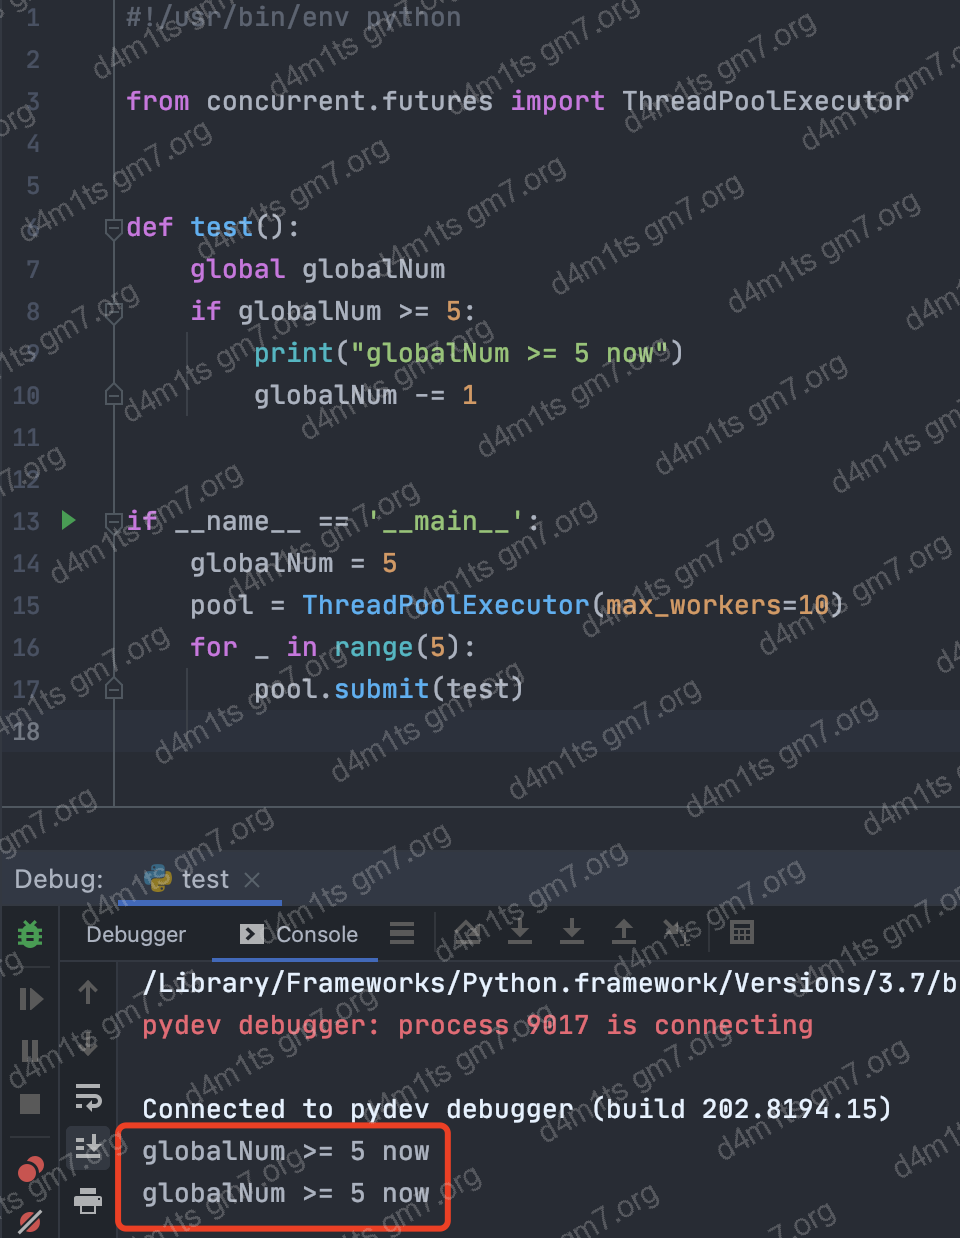 1 #!/usr/bin/env python
2
3 from concurrent.futures import ThreadPoolExecutor
4
5
6 def test():
7 global globalNum
8 if globalNum >= 5:
9 print("globalNum >= 5 now")
10 globalNum -= 1
11
12
13 if __name__ == '__main__':
14 globalNum = 5
15 pool = ThreadPoolExecutor(max_workers=10)
16 for _ in range(5):
17 pool.submit(test)
18
Debug: test
Debugger Console
/Library/Frameworks/Python.framework/Versions/3.7/b
pydev debugger: process 9017 is connecting
Connected to pydev debugger (build 202.8194.15)
globalNum >= 5 now
globalNum >= 5 now
d4m1ts gm7.org